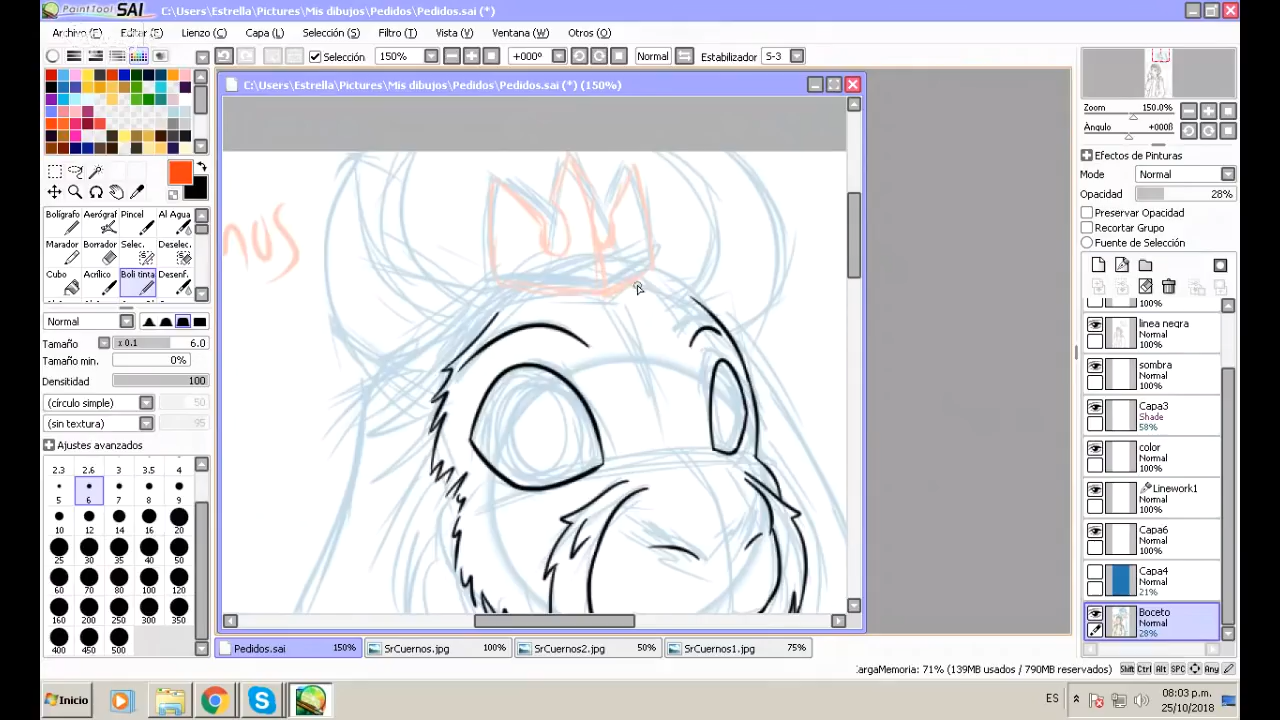 PaintTool SAI C:\Users\Estrella\Pictures\Mis dibujos\Pedidos\Pedidos.sai (*)
Archivo (F) Editar (E) Lienzo (C) Capa (L) Selección (S) Filtro (T) Vista (V) Ventana (W) Otros (O)
Selección 150% +000° Normal Estabilizador S-3
C:\Users\Estrella\Pictures\Mis dibujos\Pedidos\Pedidos.sai (*) (150%)
Zoom 150.0%
Ángulo +000ß
Efectos de Pinturas
Modo Normal
Opacidad 28%
Preservar Opacidad
Recortar Grupo
Fuente de Selección
Bolígrafo Aerógraf Pincel Al Agua
Marador Borrador Selec. Deselec.
Cubo Acrílico Boli tinta Desenf.
Normal
Tamaño x 0.1 6.0
Tamaño min. 0%
Densitidad 100
(círculo simple) 50
(sin textura) 95
Ajustes avanzados
2.3 2.6 3 3.5 4
5 6 7 8 9
10 12 14 16 20
25 30 35 40 50
60 70 80 100 120
160 200 250 300 350
400 450 500
nus
100%
linea negra
Normal
100%
sombra
Normal
100%
Capa3
Shade
58%
color
Normal
100%
Linework1
Normal
100%
Capa6
Normal
100%
Capa4
Normal
21%
Boceto
Normal
28%
Pedidos.sai 150% SrCuernos.jpg 100% SrCuernos2.jpg 50% SrCuernos1.jpg 75%
argaMemoria: 71% (139MB usados / 790MB reservados) Shift Ctrl Alt SPC Any
Inicio ES 08:03 p.m.
25/10/2018